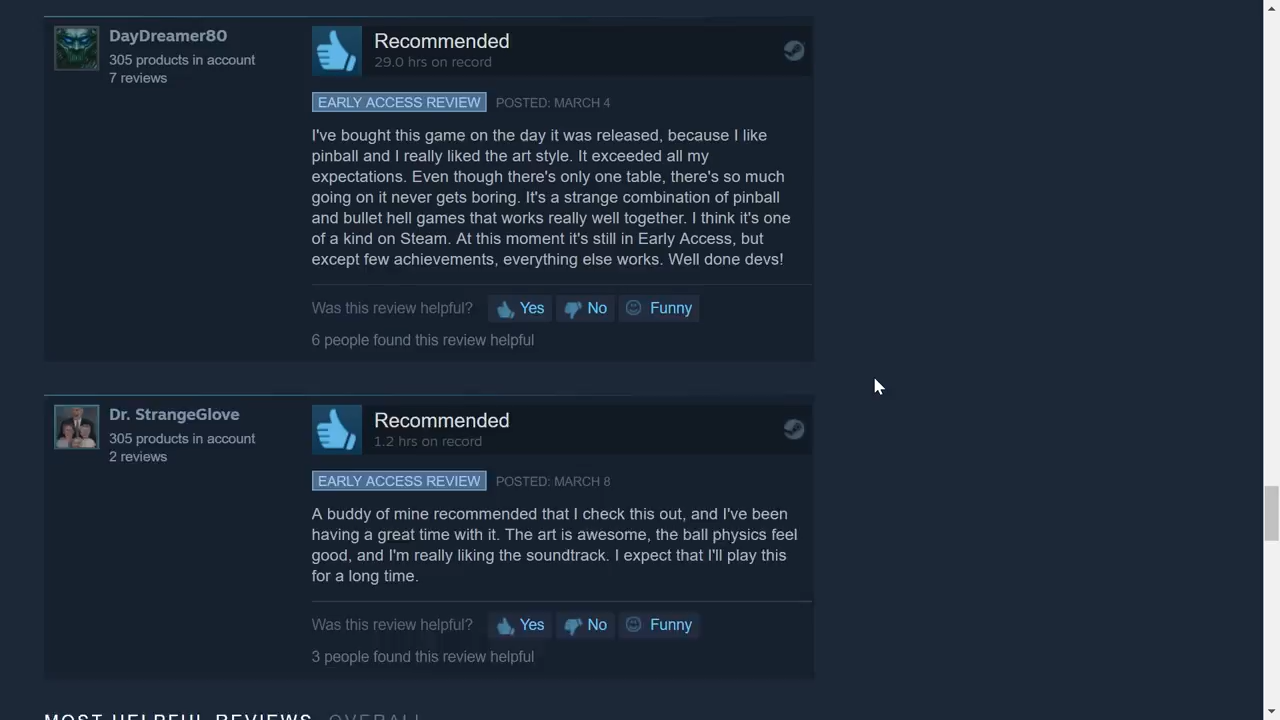 DayDreamer80
305 products in account
7 reviews
Recommended
29.0 hrs on record
EARLY ACCESS REVIEW POSTED: MARCH 4
I've bought this game on the day it was released, because I like
pinball and I really liked the art style. It exceeded all my
expectations. Even though there's only one table, there's so much
going on it never gets boring. It's a strange combination of pinball
and bullet hell games that works really well together. I think it's one
of a kind on Steam. At this moment it's still in Early Access, but
except few achievements, everything else works. Well done devs!
Was this review helpful? Yes No Funny
6 people found this review helpful
Dr. StrangeGlove
305 products in account
2 reviews
Recommended
1.2 hrs on record
EARLY ACCESS REVIEW POSTED: MARCH 8
A buddy of mine recommended that I check this out, and I've been
having a great time with it. The art is awesome, the ball physics feel
good, and I'm really liking the soundtrack. I expect that I'll play this
for a long time.
Was this review helpful? Yes No Funny
3 people found this review helpful
MOST HELPFUL REVIEWS OVERALL